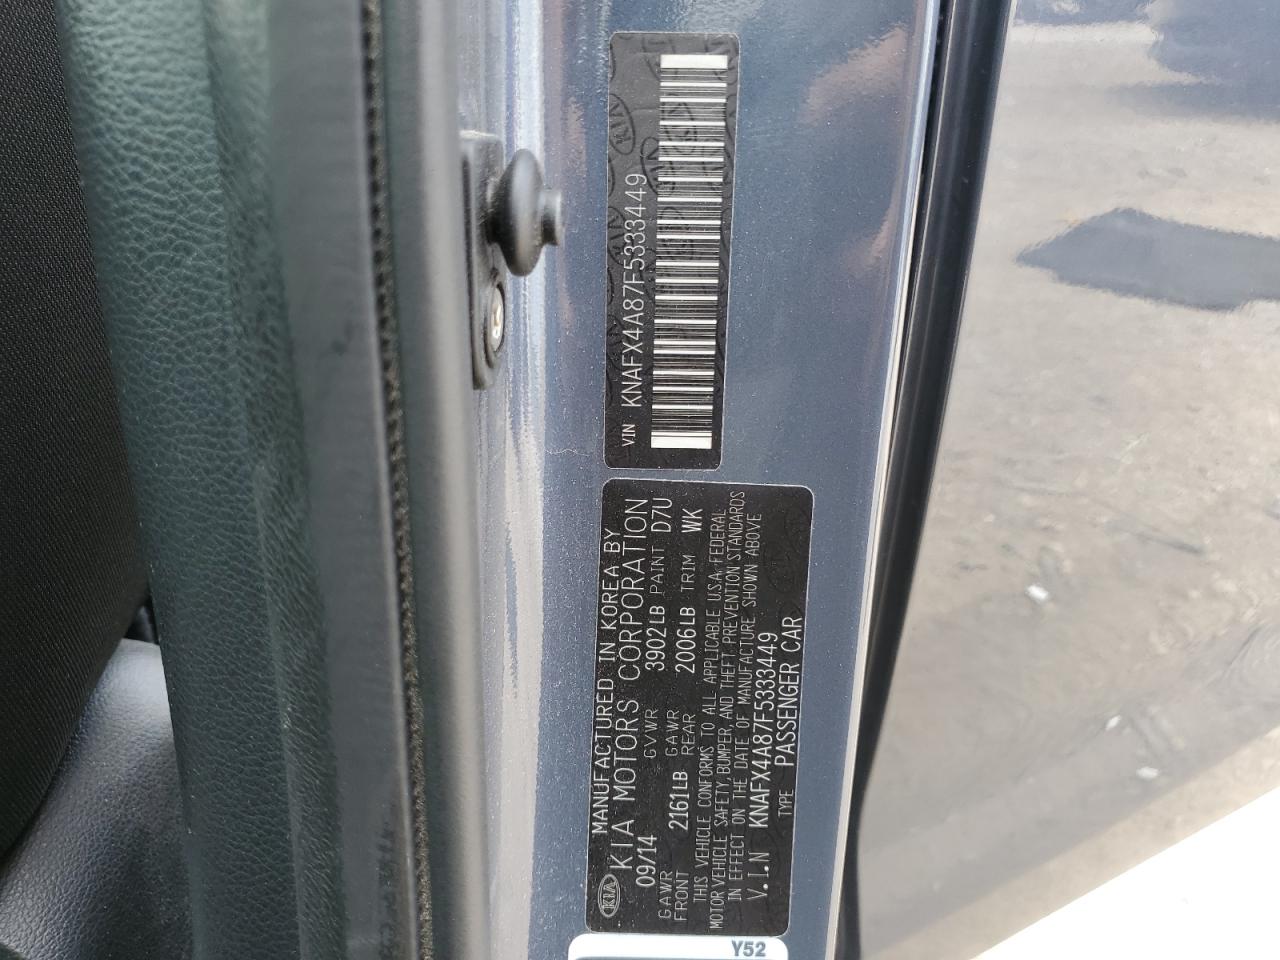 VIN KNAFX4A87F5333449
MANUFACTURED IN KOREA BY
KIA KIA MOTORS CORPORATION
09/14 GVWR 3902LB PAINT D7U
GAWR FRONT 2161LB GAWR REAR 2006LB TRIM WK
THIS VEHICLE CONFORMS TO ALL APPLICABLE U.S.A. FEDERAL
MOTOR VEHICLE SAFETY, BUMPER, AND THEFT PREVENTION STANDARDS
IN EFFECT ON THE DATE OF MANUFACTURE SHOWN ABOVE
V.I.N KNAFX4A87F5333449
TYPE PASSENGER CAR
Y52